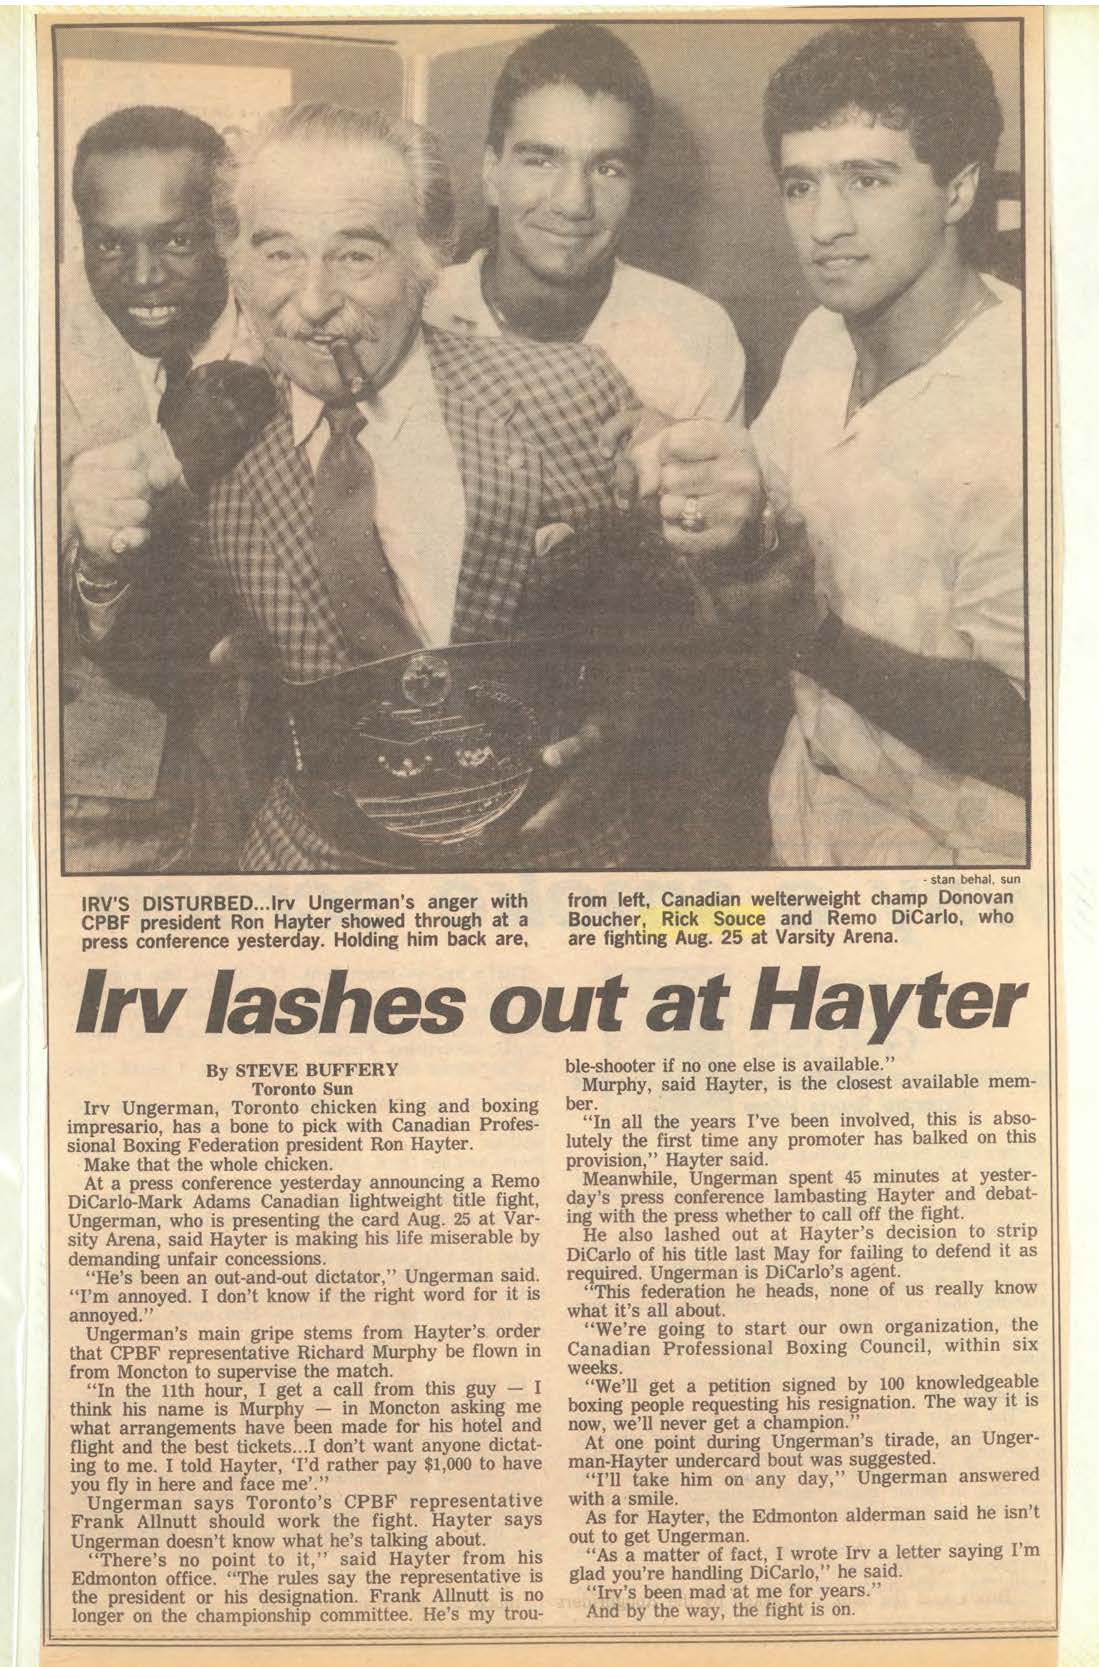 - stan behal, sun
IRV'S DISTURBED...Irv Ungerman's anger with
CPBF president Ron Hayter showed through at a
press conference yesterday. Holding him back are,
from left, Canadian welterweight champ Donovan
Boucher, Rick Souce and Remo DiCarlo, who
are fighting Aug. 25 at Varsity Arena.
Irv lashes out at Hayter
By STEVE BUFFERY
Toronto Sun
Irv Ungerman, Toronto chicken king and boxing
impresario, has a bone to pick with Canadian Profes-
sional Boxing Federation president Ron Hayter.
Make that the whole chicken.
At a press conference yesterday announcing a Remo
DiCarlo-Mark Adams Canadian lightweight title fight,
Ungerman, who is presenting the card Aug. 25 at Var-
sity Arena, said Hayter is making his life miserable by
demanding unfair concessions.
"He's been an out-and-out dictator," Ungerman said.
"I'm annoyed. I don't know if the right word for it is
annoyed."
Ungerman's main gripe stems from Hayter's order
that CPBF representative Richard Murphy be flown in
from Moncton to supervise the match.
"In the 11th hour, I get a call from this guy — I
think his name is Murphy — in Moncton asking me
what arrangements have been made for his hotel and
flight and the best tickets...I don't want anyone dictat-
ing to me. I told Hayter, 'I'd rather pay $1,000 to have
you fly in here and face me'."
Ungerman says Toronto's CPBF representative
Frank Allnutt should work the fight. Hayter says
Ungerman doesn't know what he's talking about.
"There's no point to it," said Hayter from his
Edmonton office. "The rules say the representative is
the president or his designation. Frank Allnutt is no
longer on the championship committee. He's my trou-
ble-shooter if no one else is available."
Murphy, said Hayter, is the closest available mem-
ber.
"In all the years I've been involved, this is abso-
lutely the first time any promoter has balked on this
provision," Hayter said.
Meanwhile, Ungerman spent 45 minutes at yester-
day's press conference lambasting Hayter and debat-
ing with the press whether to call off the fight.
He also lashed out at Hayter's decision to strip
DiCarlo of his title last May for failing to defend it as
required. Ungerman is DiCarlo's agent.
"This federation he heads, none of us really know
what it's all about.
"We're going to start our own organization, the
Canadian Professional Boxing Council, within six
weeks.
"We'll get a petition signed by 100 knowledgeable
boxing people requesting his resignation. The way it is
now, we'll never get a champion."
At one point during Ungerman's tirade, an Unger-
man-Hayter undercard bout was suggested.
"I'll take him on any day," Ungerman answered
with a smile.
As for Hayter, the Edmonton alderman said he isn't
out to get Ungerman.
"As a matter of fact, I wrote Irv a letter saying I'm
glad you're handling DiCarlo," he said.
"Irv's been mad at me for years."
And by the way, the fight is on.